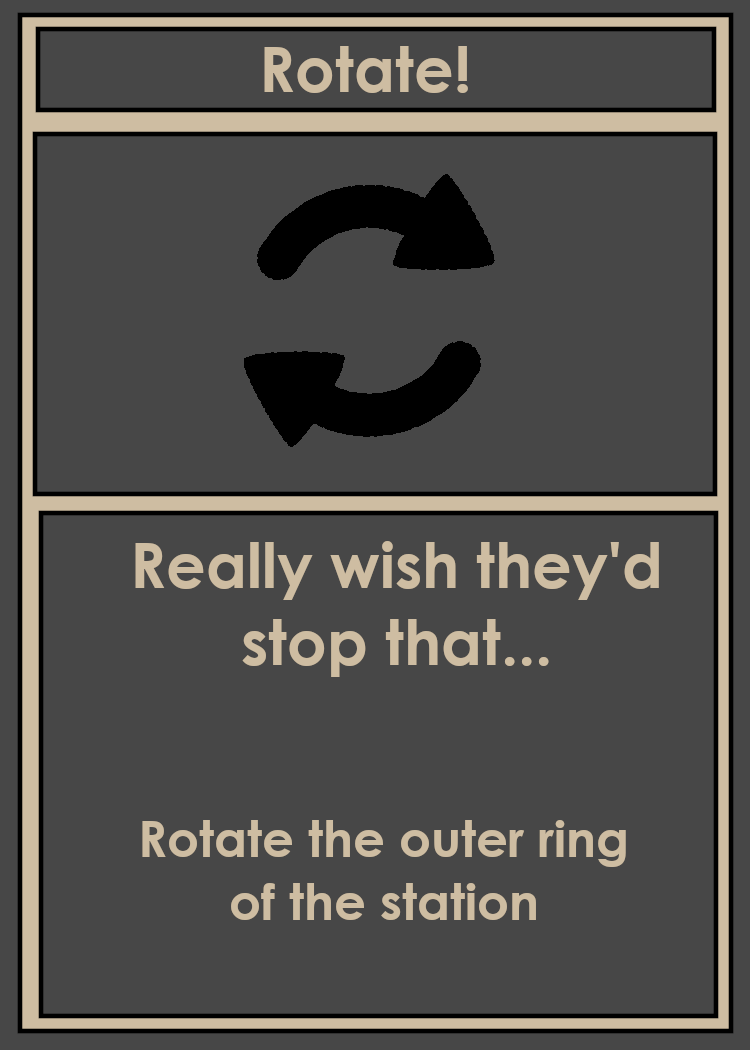 Rotate!
Really wish they'd
stop that...
Rotate the outer ring
of the station